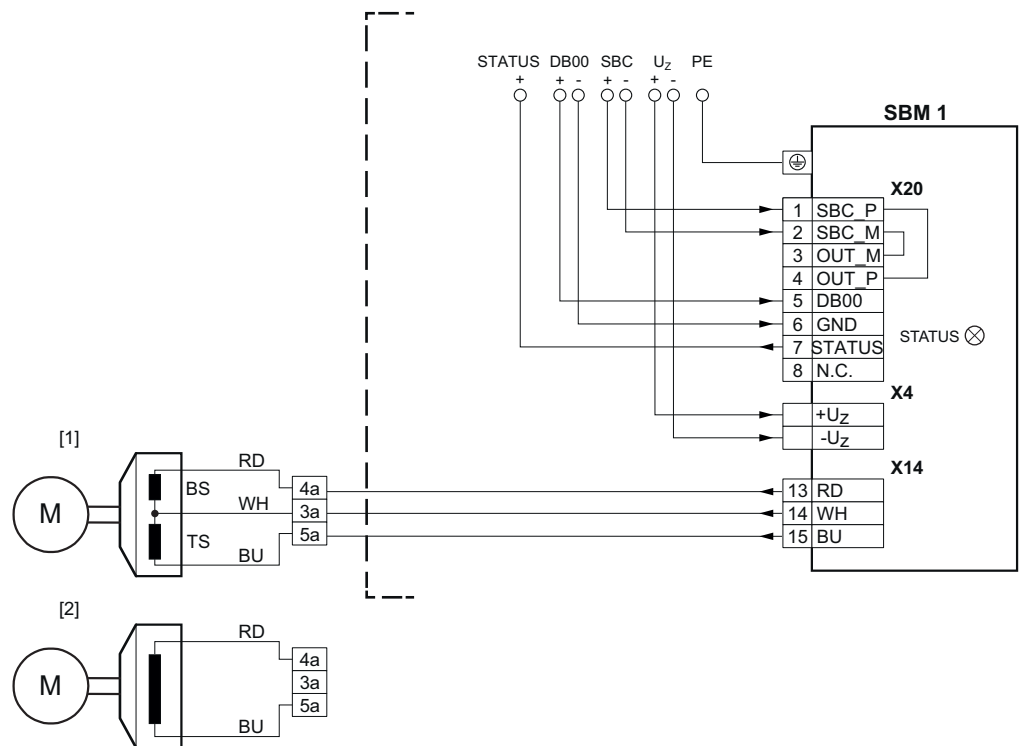 STATUS DB00 SBC UZ PE
+ + - + - + -
SBM 1
X20
1 SBC_P
2 SBC_M
3 OUT_M
4 OUT_P
5 DB00
6 GND
7 STATUS
8 N.C.
STATUS
X4
+UZ
-UZ
X14
13 RD
14 WH
15 BU
[1]
M
BS
TS
RD
WH
BU
4a
3a
5a
[2]
M
RD
BU
4a
3a
5a